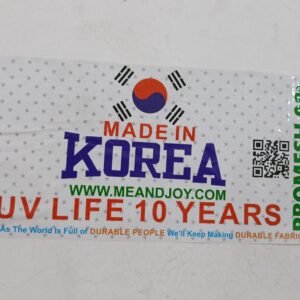 MADE IN
KOREA
WWW.MEANDJOY.COM
UV LIFE 10 YEARS
As The World Is Full of DURABLE PEOPLE We'll Keep Making DURABLE FABRI